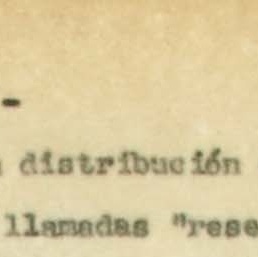 -
distribución
llamadas "rese